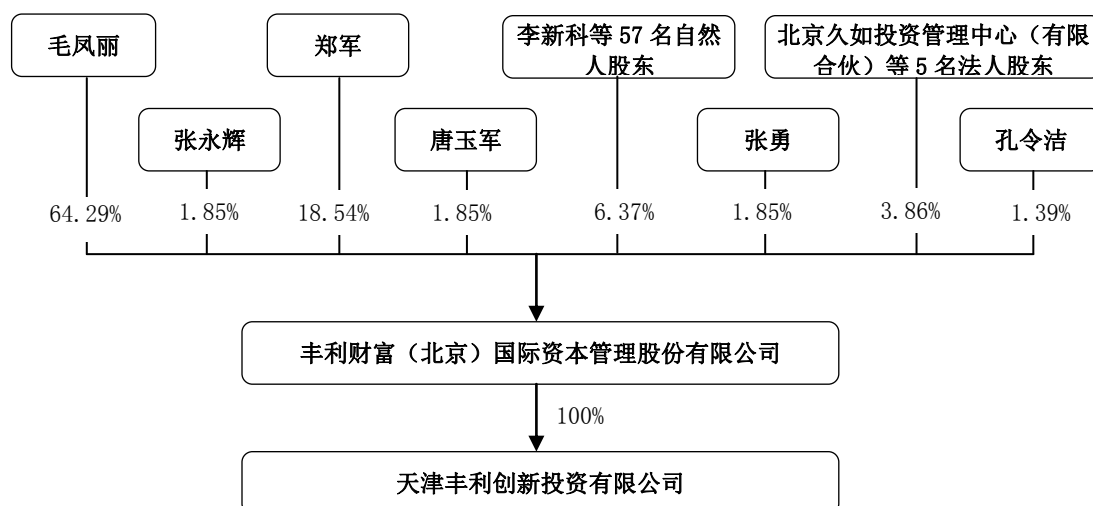 毛凤丽
郑军
李新科等 57 名自然
人股东
北京久如投资管理中心（有限
合伙）等 5 名法人股东
张永辉
唐玉军
张勇
孔令洁
64.29%
1.85%
18.54%
1.85%
6.37%
1.85%
3.86%
1.39%
丰利财富（北京）国际资本管理股份有限公司
100%
天津丰利创新投资有限公司